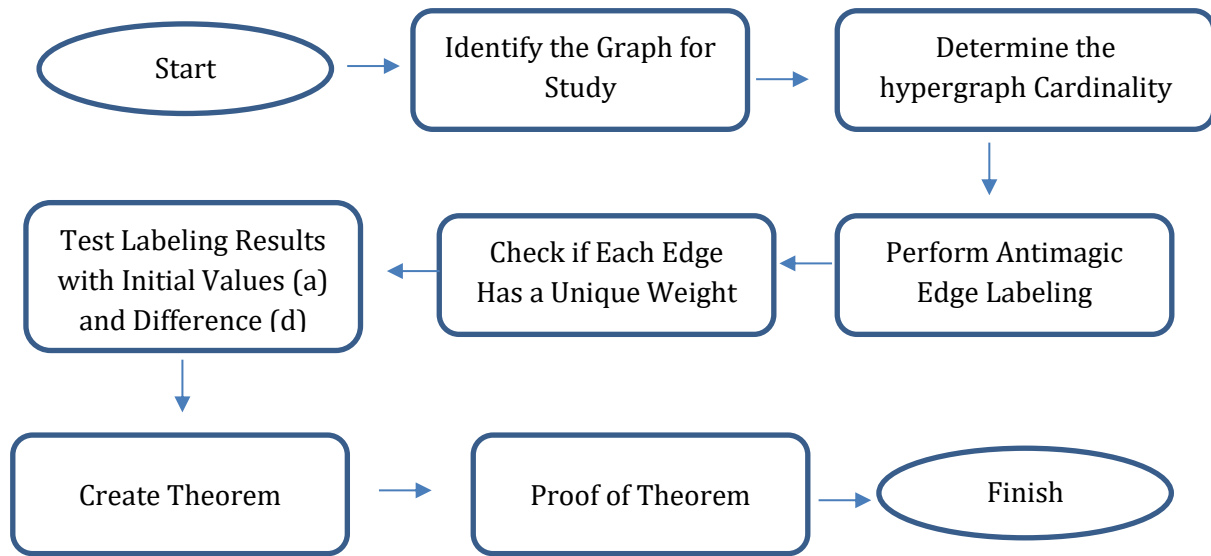 Start
Identify the Graph for
Study
Determine the
hypergraph Cardinality
Perform Antimagic
Edge Labeling
Check if Each Edge
Has a Unique Weight
Test Labeling Results
with Initial Values (a)
and Difference (d)
Create Theorem
Proof of Theorem
Finish